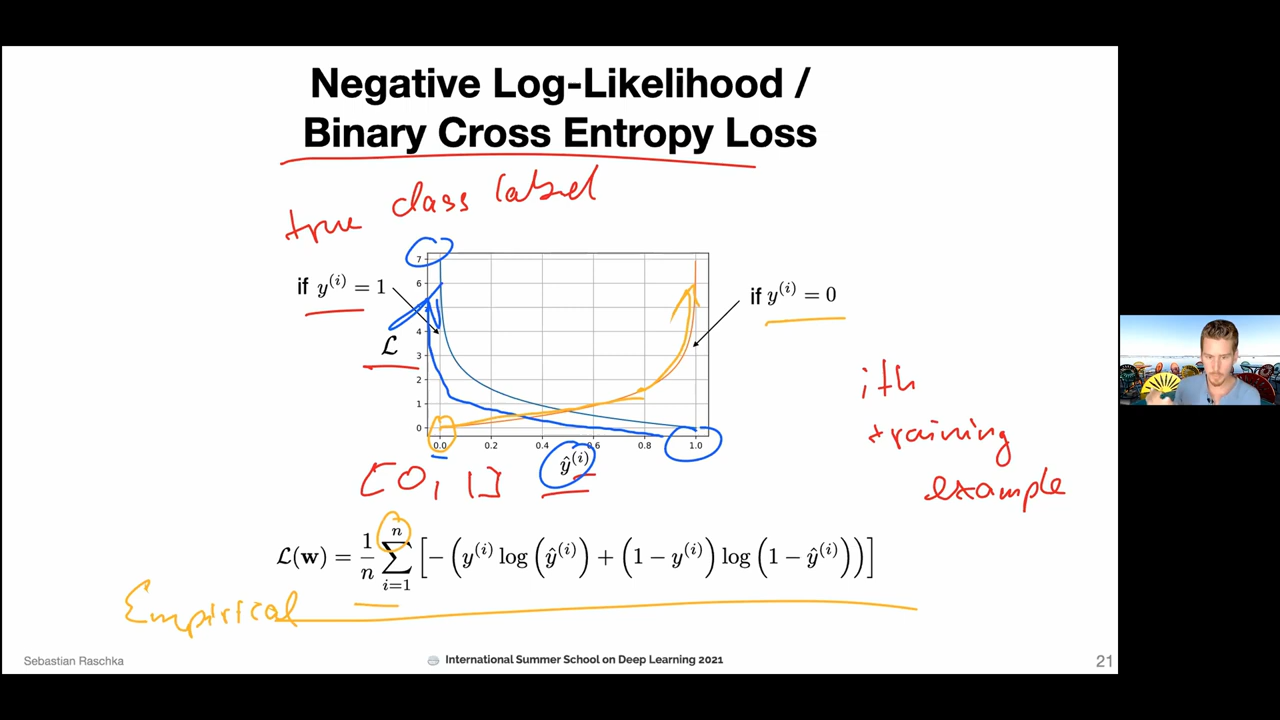 Negative Log-Likelihood /
Binary Cross Entropy Loss
true class label
if y^(i) = 1
if y^(i) = 0
ℒ
7
6
4
3
2
1
0
0.0 0.2 0.4 0.6 0.8 1.0
ŷ^(i)
[0, 1]
ith
training
example
ℒ(w) = 1/n ∑_{i=1}^{n} [−(y^(i) log(ŷ^(i)) + (1 − y^(i)) log(1 − ŷ^(i)))]
Empirical
Sebastian Raschka
International Summer School on Deep Learning 2021
21